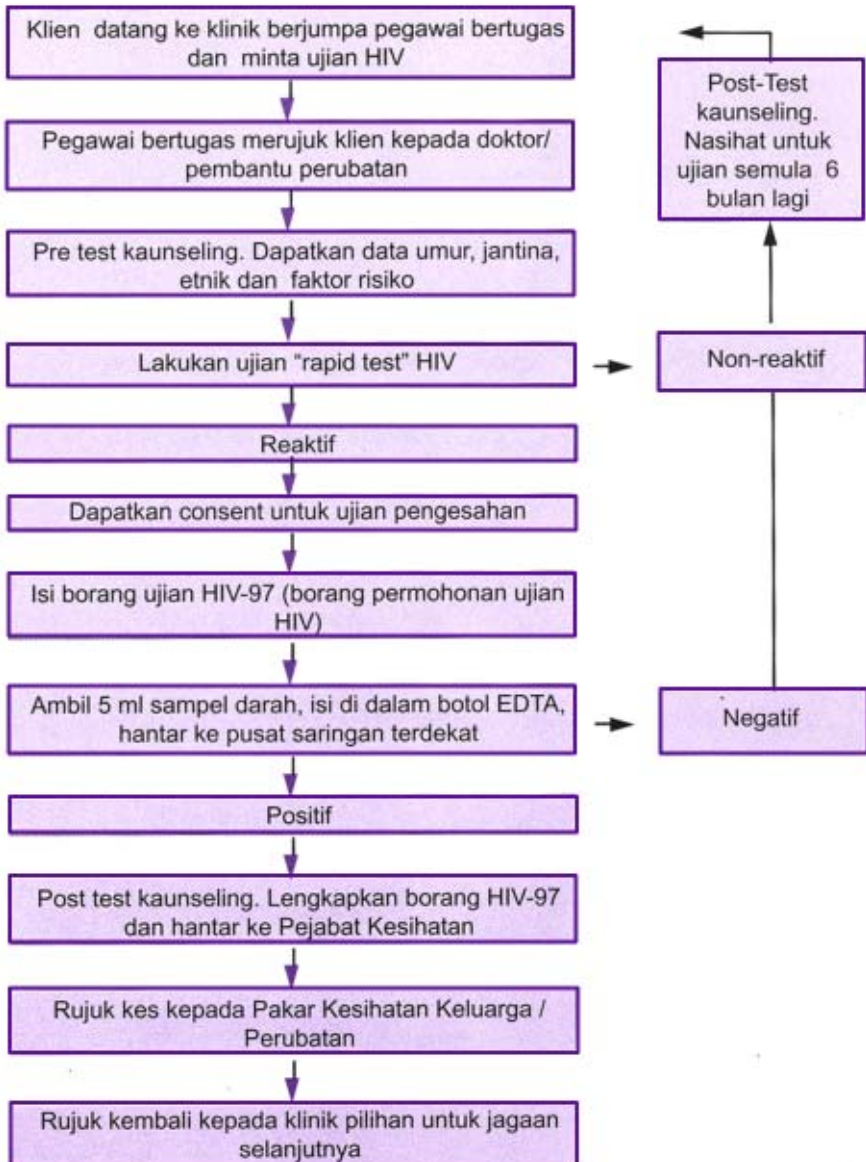 Klien datang ke klinik berjumpa pegawai bertugas
dan minta ujian HIV
Pegawai bertugas merujuk klien kepada doktor/
pembantu perubatan
Pre test kaunseling. Dapatkan data umur, jantina,
etnik dan faktor risiko
Lakukan ujian “rapid test” HIV
Reaktif
Dapatkan consent untuk ujian pengesahan
Isi borang ujian HIV-97 (borang permohonan ujian
HIV)
Ambil 5 ml sampel darah, isi di dalam botol EDTA,
hantar ke pusat saringan terdekat
Positif
Post test kaunseling. Lengkapkan borang HIV-97
dan hantar ke Pejabat Kesihatan
Rujuk kes kepada Pakar Kesihatan Keluarga /
Perubatan
Rujuk kembali kepada klinik pilihan untuk jagaan
selanjutnya
Post-Test
kaunseling.
Nasihat untuk
ujian semula 6
bulan lagi
Non-reaktif
Negatif